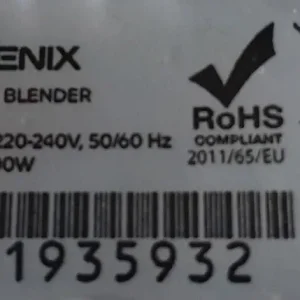 ENIX
BLENDER
220-240V, 50/60 Hz
00W
RoHS
COMPLIANT
2011/65/EU
1935932